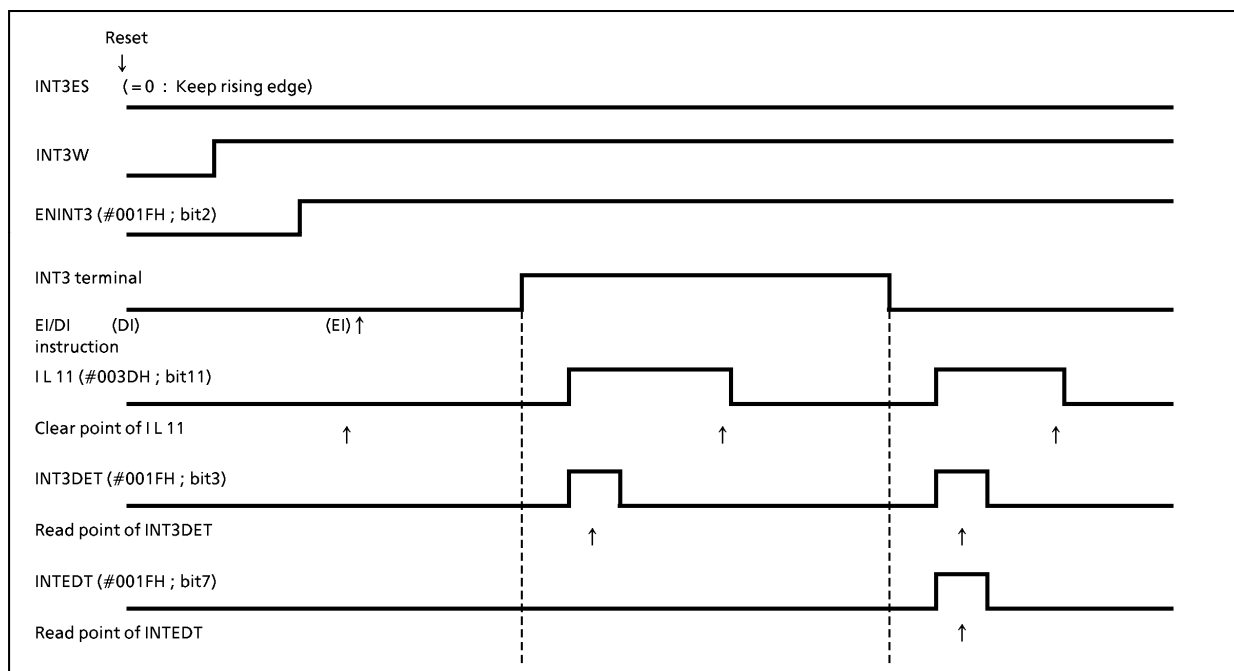 Reset
↓
INT3ES (=0 : Keep rising edge)
INT3W
ENINT3 (#001FH ; bit2)
INT3 terminal
EI/DI (DI) (EI) ↑
instruction
I L 11 (#003DH ; bit11)
Clear point of I L 11 ↑ ↑ ↑
INT3DET (#001FH ; bit3)
Read point of INT3DET ↑ ↑
INTEDT (#001FH ; bit7)
Read point of INTEDT ↑